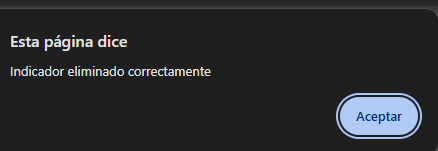 Esta página dice
Indicador eliminado correctamente
Aceptar